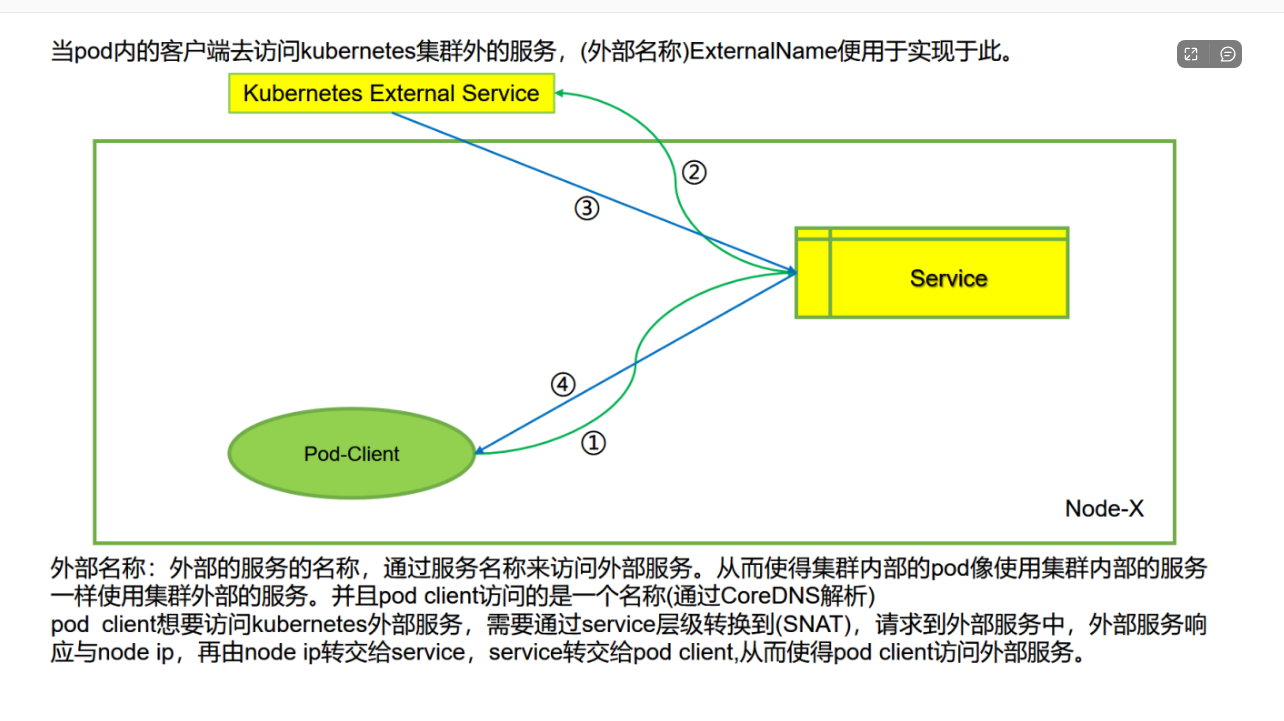 当pod内的客户端去访问kubernetes集群外的服务，(外部名称)ExternalName便用于实现于此。
Kubernetes External Service
②
③
Service
④
①
Pod-Client
Node-X
外部名称：外部的服务的名称，通过服务名称来访问外部服务。从而使得集群内部的pod像使用集群内部的服务
一样使用集群外部的服务。并且pod client访问的是一个名称(通过CoreDNS解析)
pod client想要访问kubernetes外部服务，需要通过service层级转换到(SNAT)，请求到外部服务中，外部服务响
应与node ip，再由node ip转交给service，service转交给pod client,从而使得pod client访问外部服务。